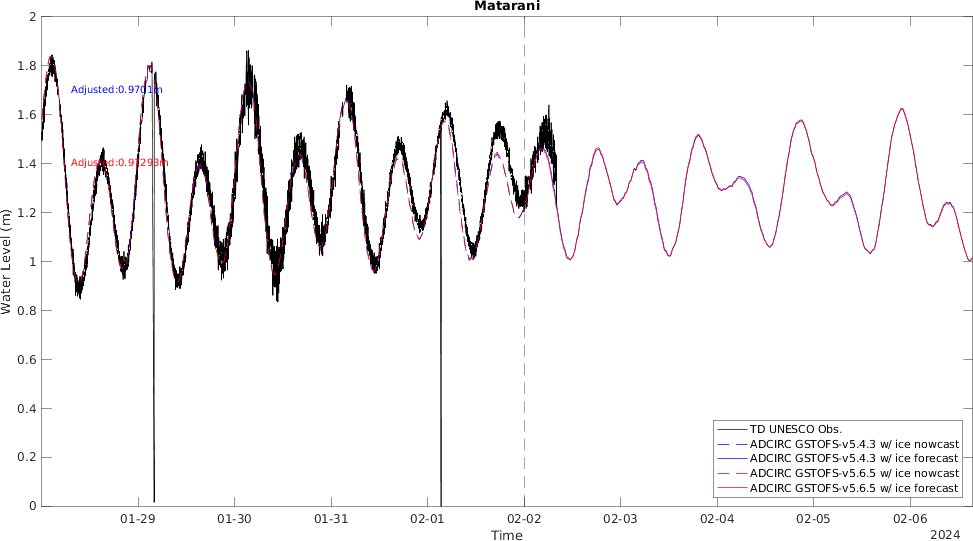 Matarani
2
1.8
1.6
1.4
1.2
1
0.8
0.6
0.4
0.2
0
Water Level (m)
Adjusted:0.9701m
Adjusted:0.97293m
TD UNESCO Obs.
ADCIRC GSTOFS-v5.4.3 w/ ice nowcast
ADCIRC GSTOFS-v5.4.3 w/ ice forecast
ADCIRC GSTOFS-v5.6.5 w/ ice nowcast
ADCIRC GSTOFS-v5.6.5 w/ ice forecast
01-29 01-30 01-31 02-01 02-02 02-03 02-04 02-05 02-06
Time
2024